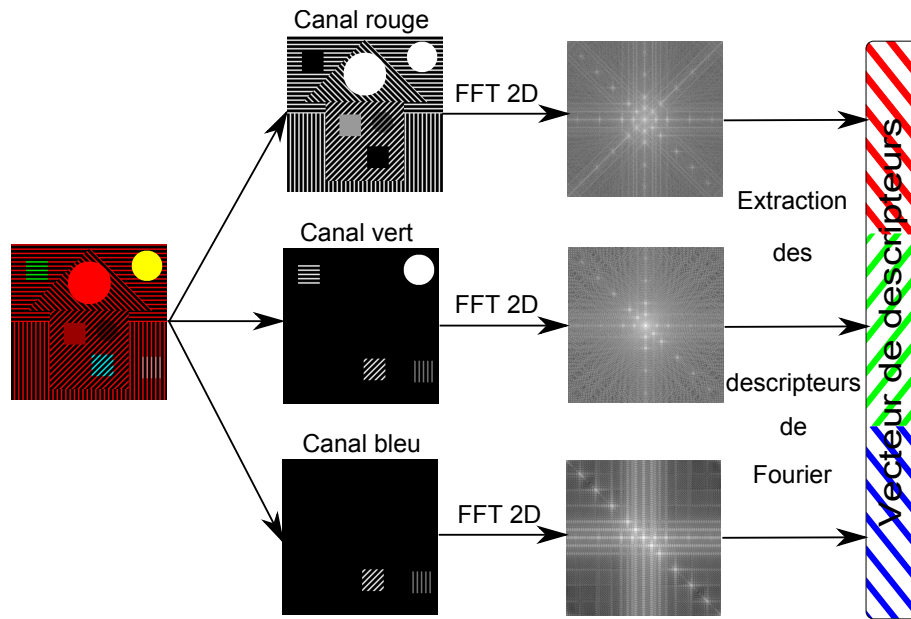 Canal rouge
FFT 2D
Canal vert
FFT 2D
Canal bleu
FFT 2D
Extraction
des
descripteurs
de
Fourier
Vecteur de descripteurs